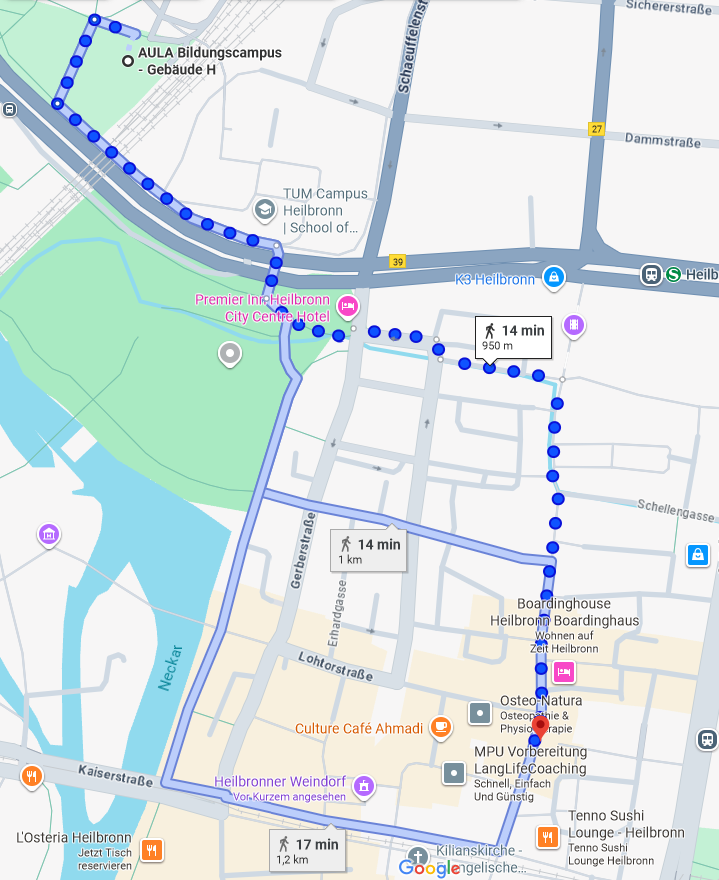 Sichererstraße
Schaeuffelenst
AULA Bildungscampus
- Gebäude H
27
Dammstraße
TUM Campus
Heilbronn
| School of...
39
K3 Heilbronn
S Heilb
Premier Inn Heilbronn
City Centre Hotel
14 min
950 m
Schellengasse
14 min
1 km
Gerberstraße
Erhardgasse
Boardinghouse
Heilbronn Boardinghaus
Wohnen auf
Zeit Heilbronn
Lohtorstraße
Neckar
Osteo-Natura
Osteopathie &
Physiotherapie
Culture Café Ahmadi
MPU Vorbereitung
LangLifeCoaching
Schnell, Einfach
Und Günstig
Kaiserstraße
Heilbronner Weindorf
Vor Kurzem angesehen
Tenno Sushi
Lounge - Heilbronn
Tenno Sushi
Lounge Heilbronn
L'Osteria Heilbronn
Jetzt Tisch
reservieren
17 min
1,2 km
Kilianskirche -
Evangelische...
Google